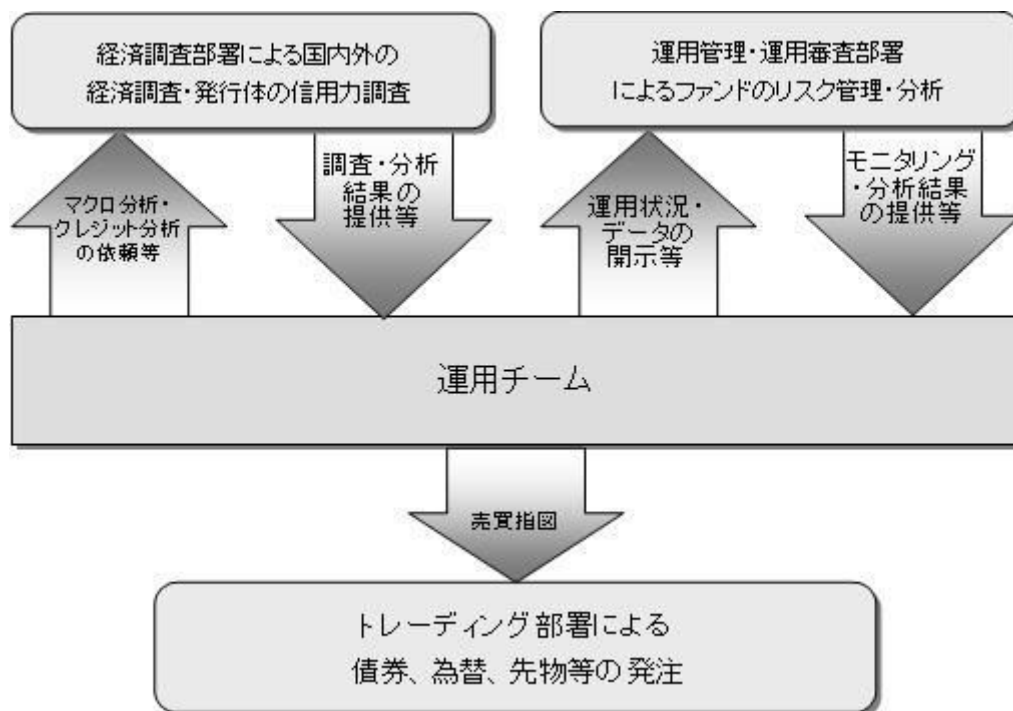 経済調査部署による国内外の
経済調査・発行体の信用力調査
運用管理・運用審査部署
によるファンドのリスク管理・分析
マクロ分析・
クレジット分析
の依頼等
調査・分析
結果の
提供等
運用状況・
データの
開示等
モニタリング
・分析結果
の提供等
運用チーム
売買指図
トレーディング部署による
債券、為替、先物等の発注